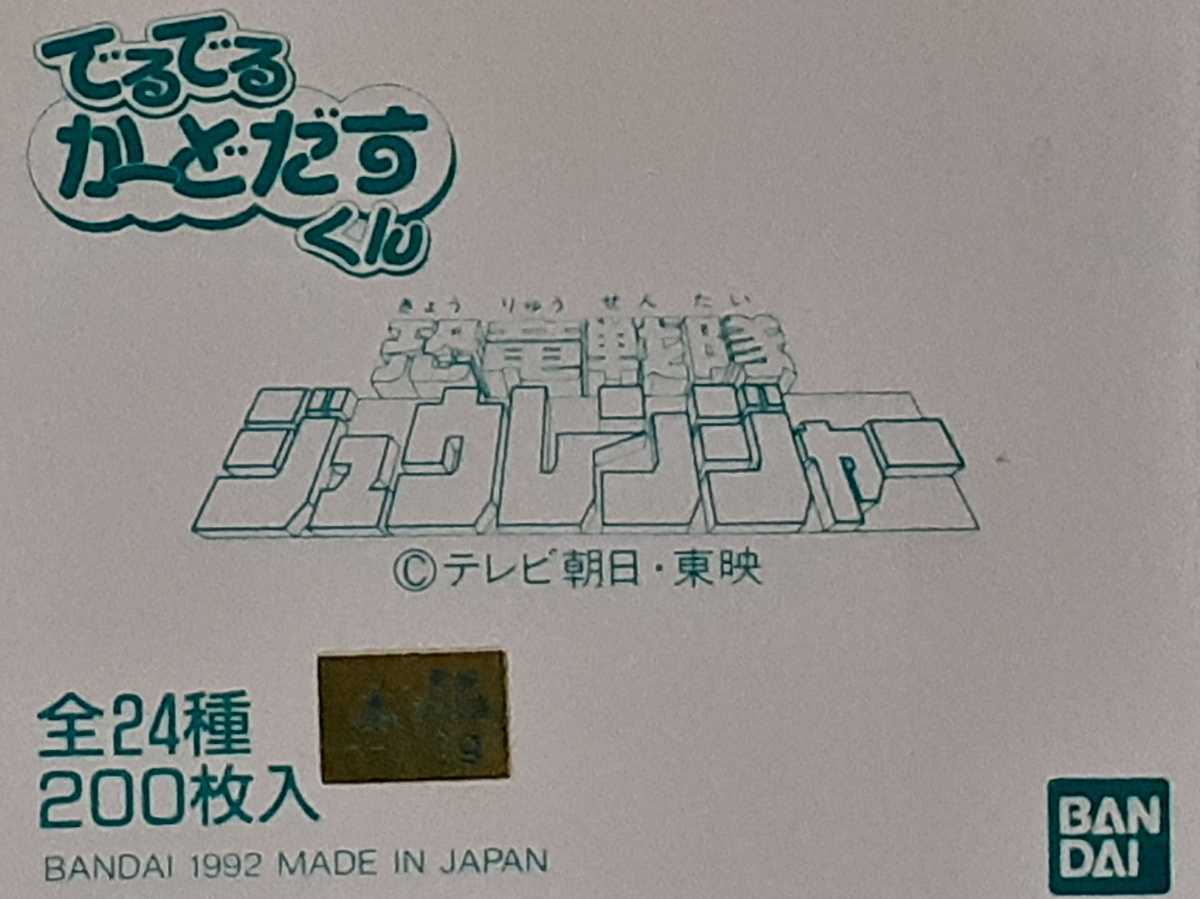 でるでる
かーどだす
くん
きょうりゅうせんたい
恐竜戦隊
ジュウレンジャー
©テレビ朝日・東映
全24種
200枚入
BANDAI 1992 MADE IN JAPAN
BAN
DAI